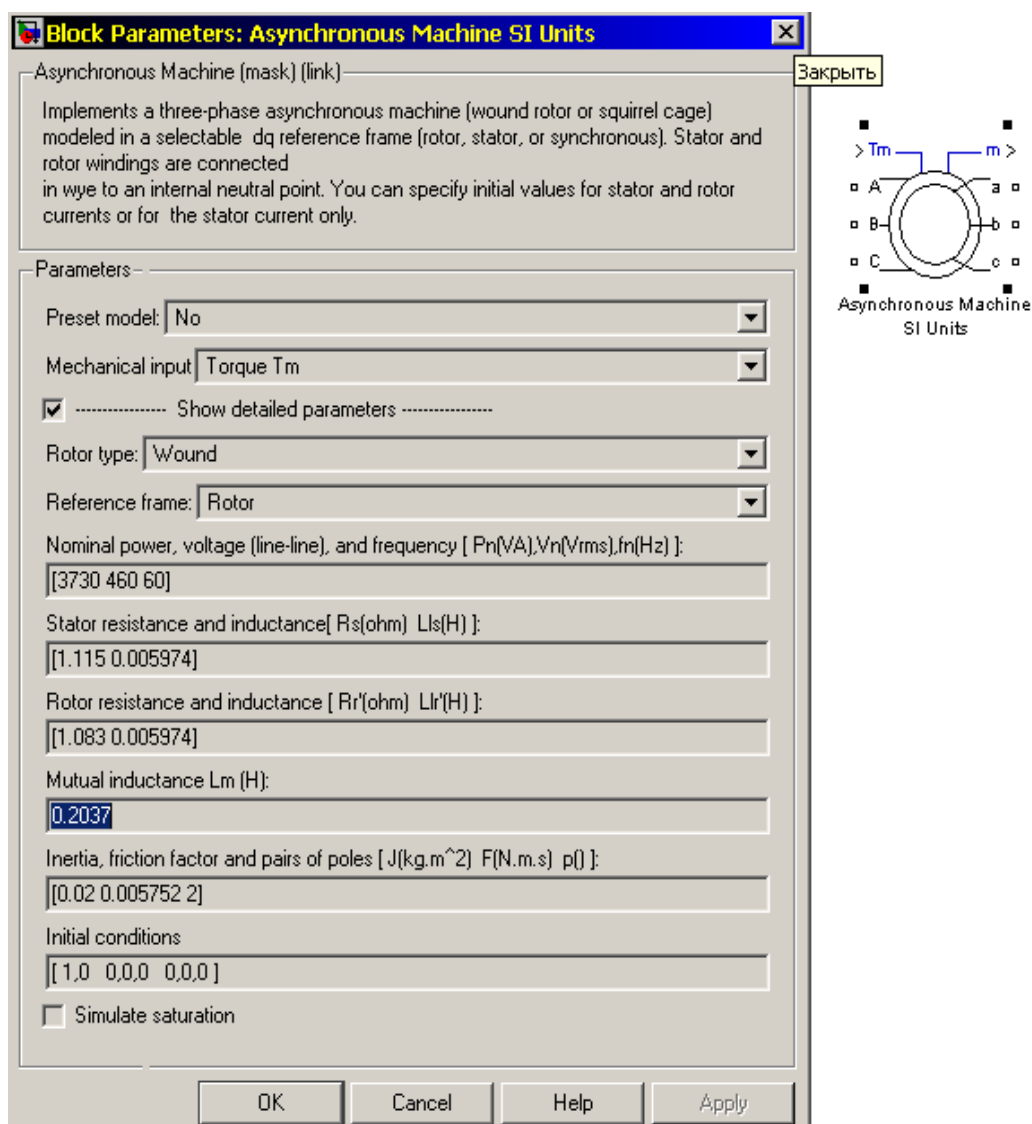 Block Parameters: Asynchronous Machine SI Units
Закрыть
Asynchronous Machine (mask) (link)
Implements a three-phase asynchronous machine (wound rotor or squirrel cage)
modeled in a selectable dq reference frame (rotor, stator, or synchronous). Stator and
rotor windings are connected
in wye to an internal neutral point. You can specify initial values for stator and rotor
currents or for the stator current only.
Parameters
Preset model: No
Mechanical input Torque Tm
---------------- Show detailed parameters ----------------
Rotor type: Wound
Reference frame: Rotor
Nominal power, voltage (line-line), and frequency [ Pn(VA),Vn(Vrms),fn(Hz) ]:
[3730 460 60]
Stator resistance and inductance[ Rs(ohm) Lls(H) ]:
[1.115 0.005974]
Rotor resistance and inductance [ Rr'(ohm) Llr'(H) ]:
[1.083 0.005974]
Mutual inductance Lm (H):
0.2037
Inertia, friction factor and pairs of poles [ J(kg.m^2) F(N.m.s) p() ]:
[0.02 0.005752 2]
Initial conditions
[ 1,0 0,0,0 0,0,0 ]
Simulate saturation
OK Cancel Help Apply
Tm m
A a
B b
C c
Asynchronous Machine
SI Units